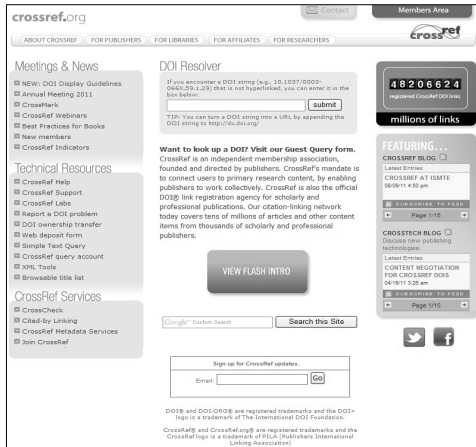 crossref.org
Contact
Members Area
ABOUT CROSSREF
FOR PUBLISHERS
FOR LIBRARIES
FOR AFFILIATES
FOR RESEARCHERS
crossref
Meetings & News
NEW: DOI Display Guidelines
Annual Meeting 2011
CrossMark
CrossRef Webinars
Best Practices for Books
New members
CrossRef Indicators
Technical Resources
CrossRef Help
CrossRef Support
CrossRef Labs
Report a DOI problem
DOI ownership transfer
Web deposit form
Simple Text Query
CrossRef query account
XML Tools
Browsable title list
CrossRef Services
CrossCheck
Cited-by Linking
CrossRef Metadata Services
Join CrossRef
DOI Resolver
If you encounter a DOI string (e.g., 10.1037/0003-
066X.59.1.29) that is not hyperlinked, you can enter it in the
box below:
submit
TIP: You can turn a DOI string into a URL by appending the
DOI string to http://dx.doi.org/
Want to look up a DOI? Visit our Guest Query form.
CrossRef is an independent membership association,
founded and directed by publishers. CrossRef's mandate is
to connect users to primary research content, by enabling
publishers to work collectively. CrossRef is also the official
DOI® link registration agency for scholarly and
professional publications. Our citation-linking network
today covers tens of millions of articles and other content
items from thousands of scholarly and professional
publishers.
VIEW FLASH INTRO
Google™ Custom Search
Search this Site
Sign up for CrossRef updates.
Email:
Go
DOI® and DOI.ORG® are registered trademarks and the DOI>
logo is a trademark of The International DOI Foundation.
CrossRef® and CrossRef.org® are registered trademarks and the
CrossRef logo is a trademark of PILA (Publishers International
Linking Association)
48206624
registered CrossRef DOI links
millions of links
FEATURING...
CROSSREF BLOG
Latest Entries:
CROSSREF AT ISMTE
08/09/11 4:50 pm
SUBSCRIBE TO FEED
Page 1/16
CROSSTECH BLOG
Discuss new publishing
technologies.
Latest Entries:
CONTENT NEGOTIATION
FOR CROSSREF DOIS
04/19/11 3:26 am
SUBSCRIBE TO FEED
Page 1/15